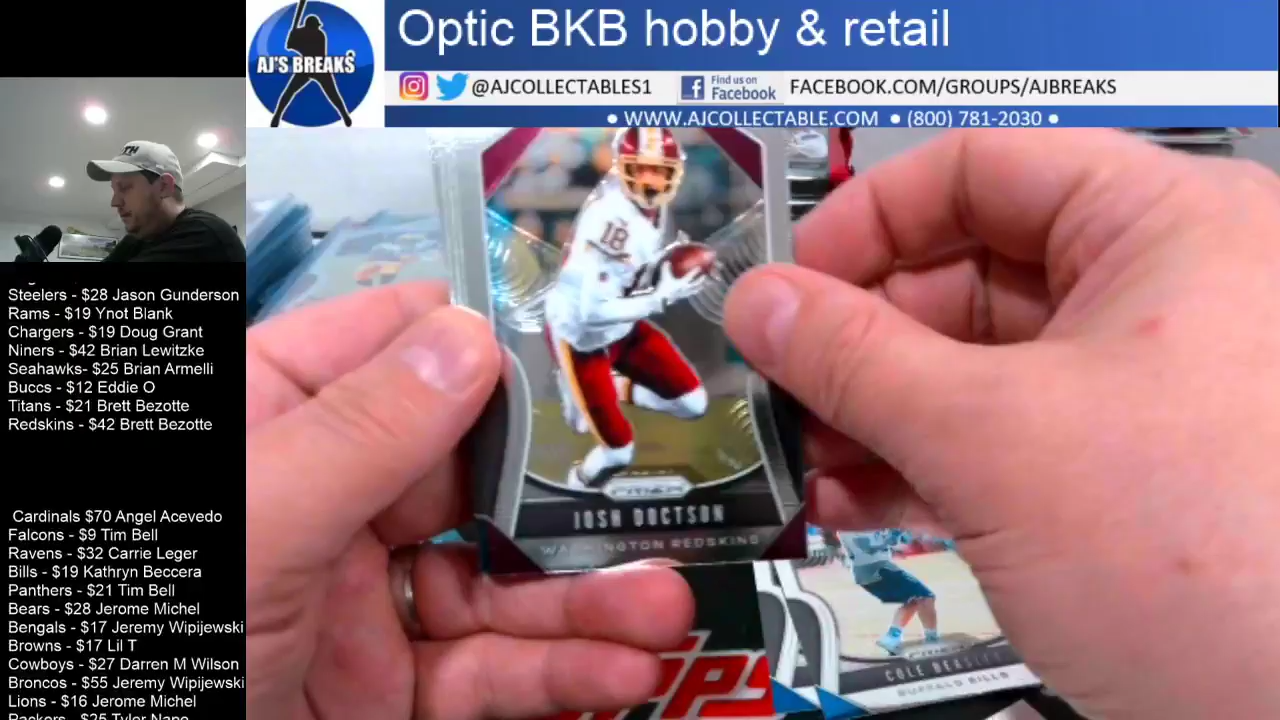 Optic BKB hobby & retail
AJ'S BREAKS
@AJCOLLECTABLES1
Find us on
Facebook
FACEBOOK.COM/GROUPS/AJBREAKS
• WWW.AJCOLLECTABLE.COM • (800) 781-2030 •
Steelers - $28 Jason Gunderson
Rams - $19 Ynot Blank
Chargers - $19 Doug Grant
Niners - $42 Brian Lewitzke
Seahawks- $25 Brian Armelli
Buccs - $12 Eddie O
Titans - $21 Brett Bezotte
Redskins - $42 Brett Bezotte
Cardinals $70 Angel Acevedo
Falcons - $9 Tim Bell
Ravens - $32 Carrie Leger
Bills - $19 Kathryn Beccera
Panthers - $21 Tim Bell
Bears - $28 Jerome Michel
Bengals - $17 Jeremy Wipijewski
Browns - $17 Lil T
Cowboys - $27 Darren M Wilson
Broncos - $55 Jeremy Wipijewski
Lions - $16 Jerome Michel
Packers - $25 Tyler
18
PRIZM
JOSH DOCTSON
WASHINGTON REDSKINS
COLE BEASLEY
BUFFALO BILLS